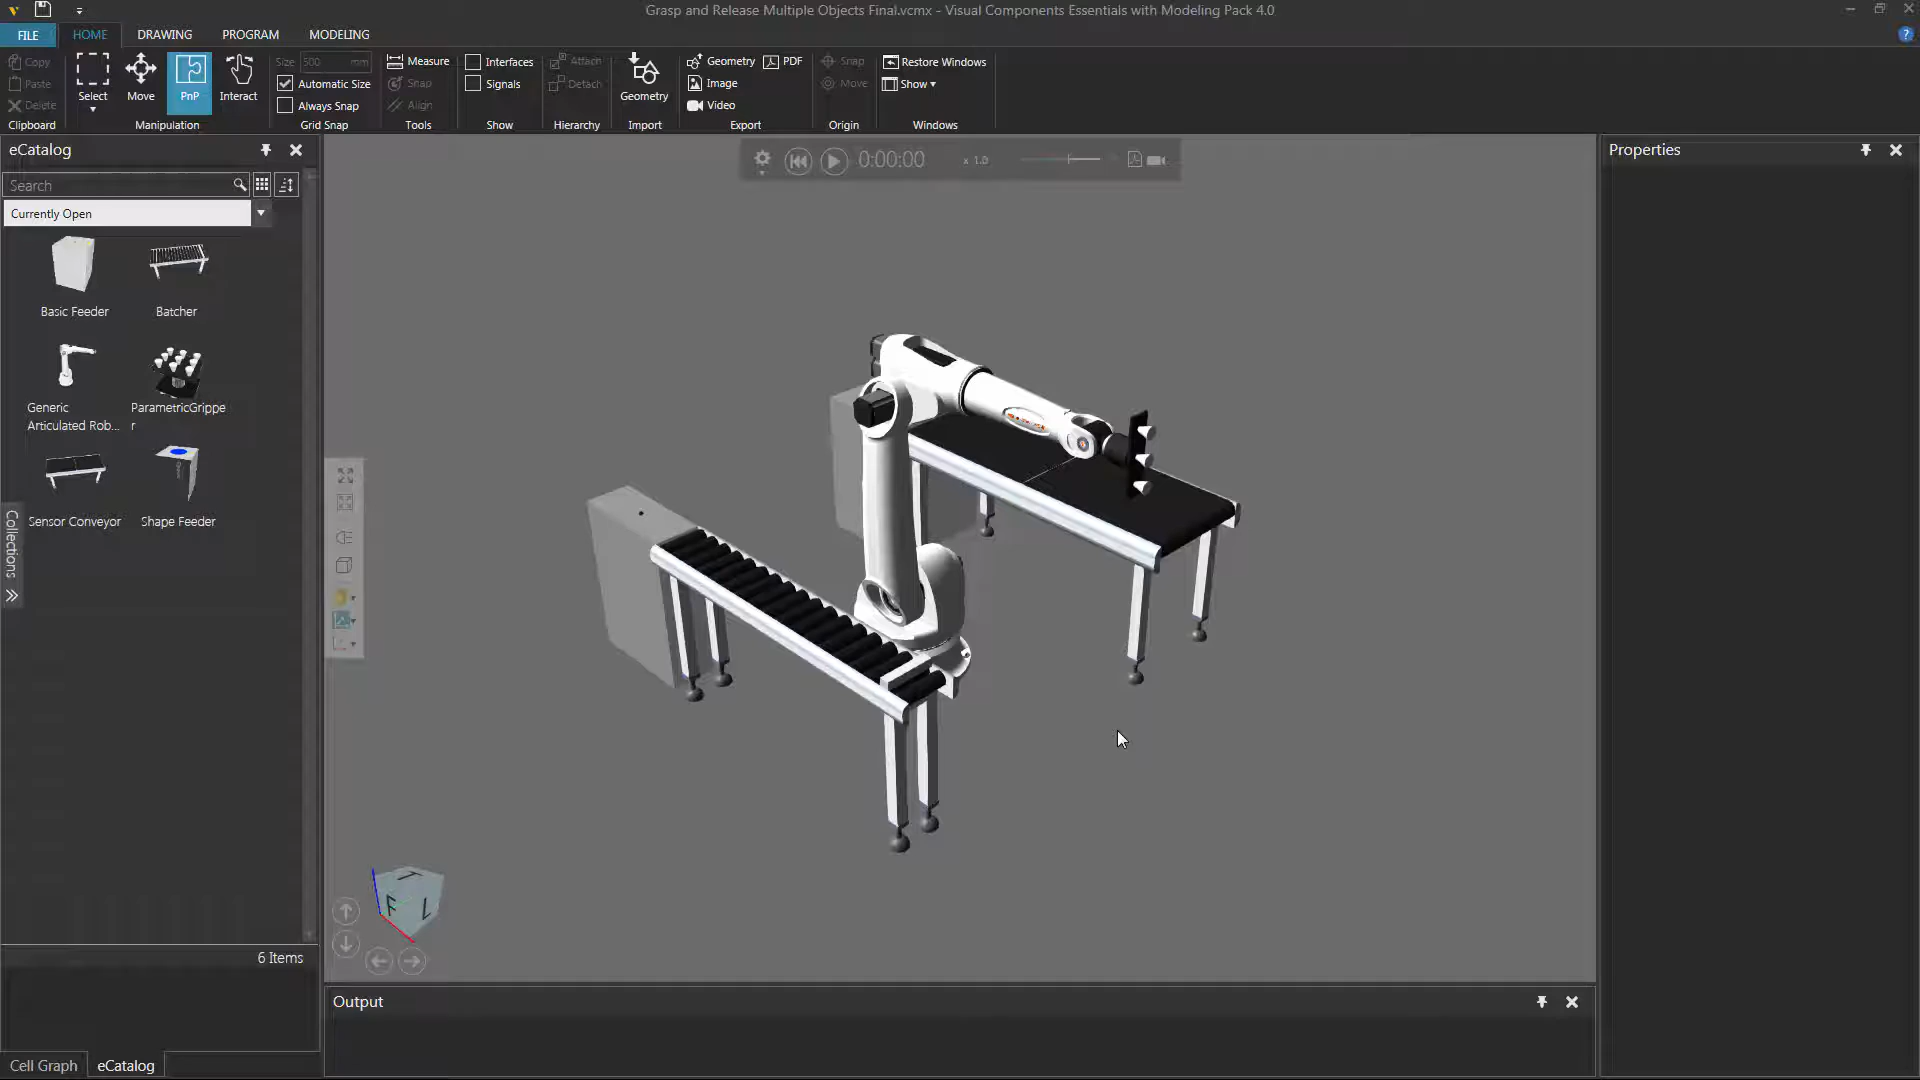 Grasp and Release Multiple Objects Final.vcmx - Visual Components Essentials with Modeling Pack 4.0
FILE HOME DRAWING PROGRAM MODELING
Copy
Paste
Delete
Clipboard
Select Move PnP Interact
Manipulation
Size 500 mm
Automatic Size
Always Snap
Grid Snap
Measure
Snap
Align
Tools
Interfaces
Signals
Show
Attach
Detach
Hierarchy
Geometry
Import
Geometry PDF
Image
Video
Export
Snap
Move
Origin
Restore Windows
Show
Windows
eCatalog
Search
Currently Open
Basic Feeder Batcher
Generic
Articulated Rob...
ParametricGrippe
r
Sensor Conveyor Shape Feeder
Collections
6 Items
Cell Graph eCatalog
0:00:00 x 1.0
T
F L
Output
Properties